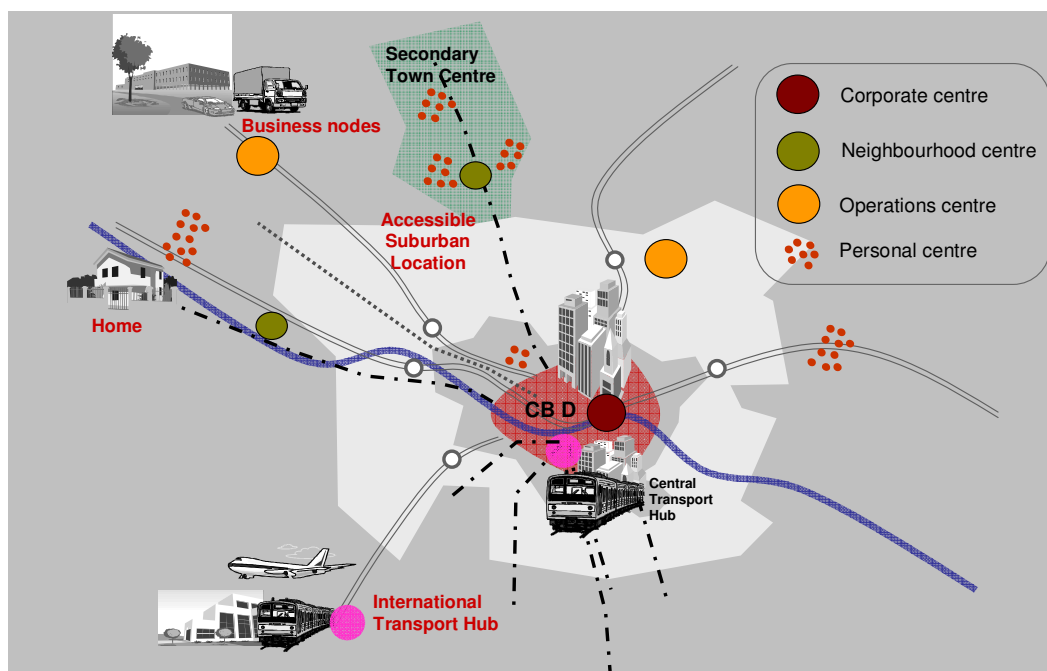 Secondary
Town Centre
Business nodes
Accessible
Suburban
Location
Home
CB D
Central
Transport
Hub
International
Transport Hub
Corporate centre
Neighbourhood centre
Operations centre
Personal centre